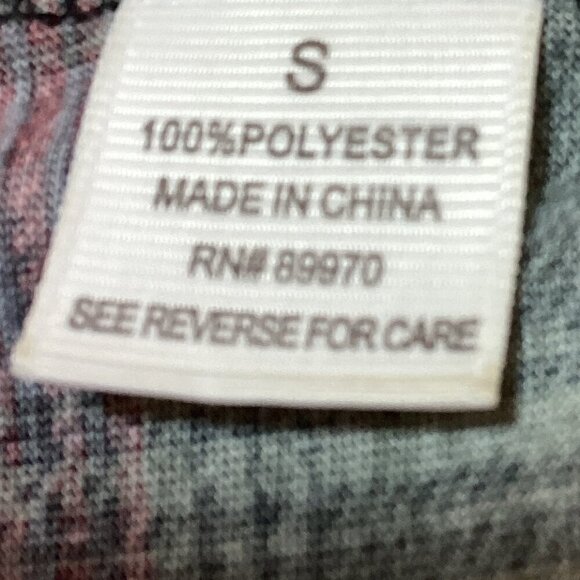 S
100%POLYESTER
MADE IN CHINA
RN# 89970
SEE REVERSE FOR CARE